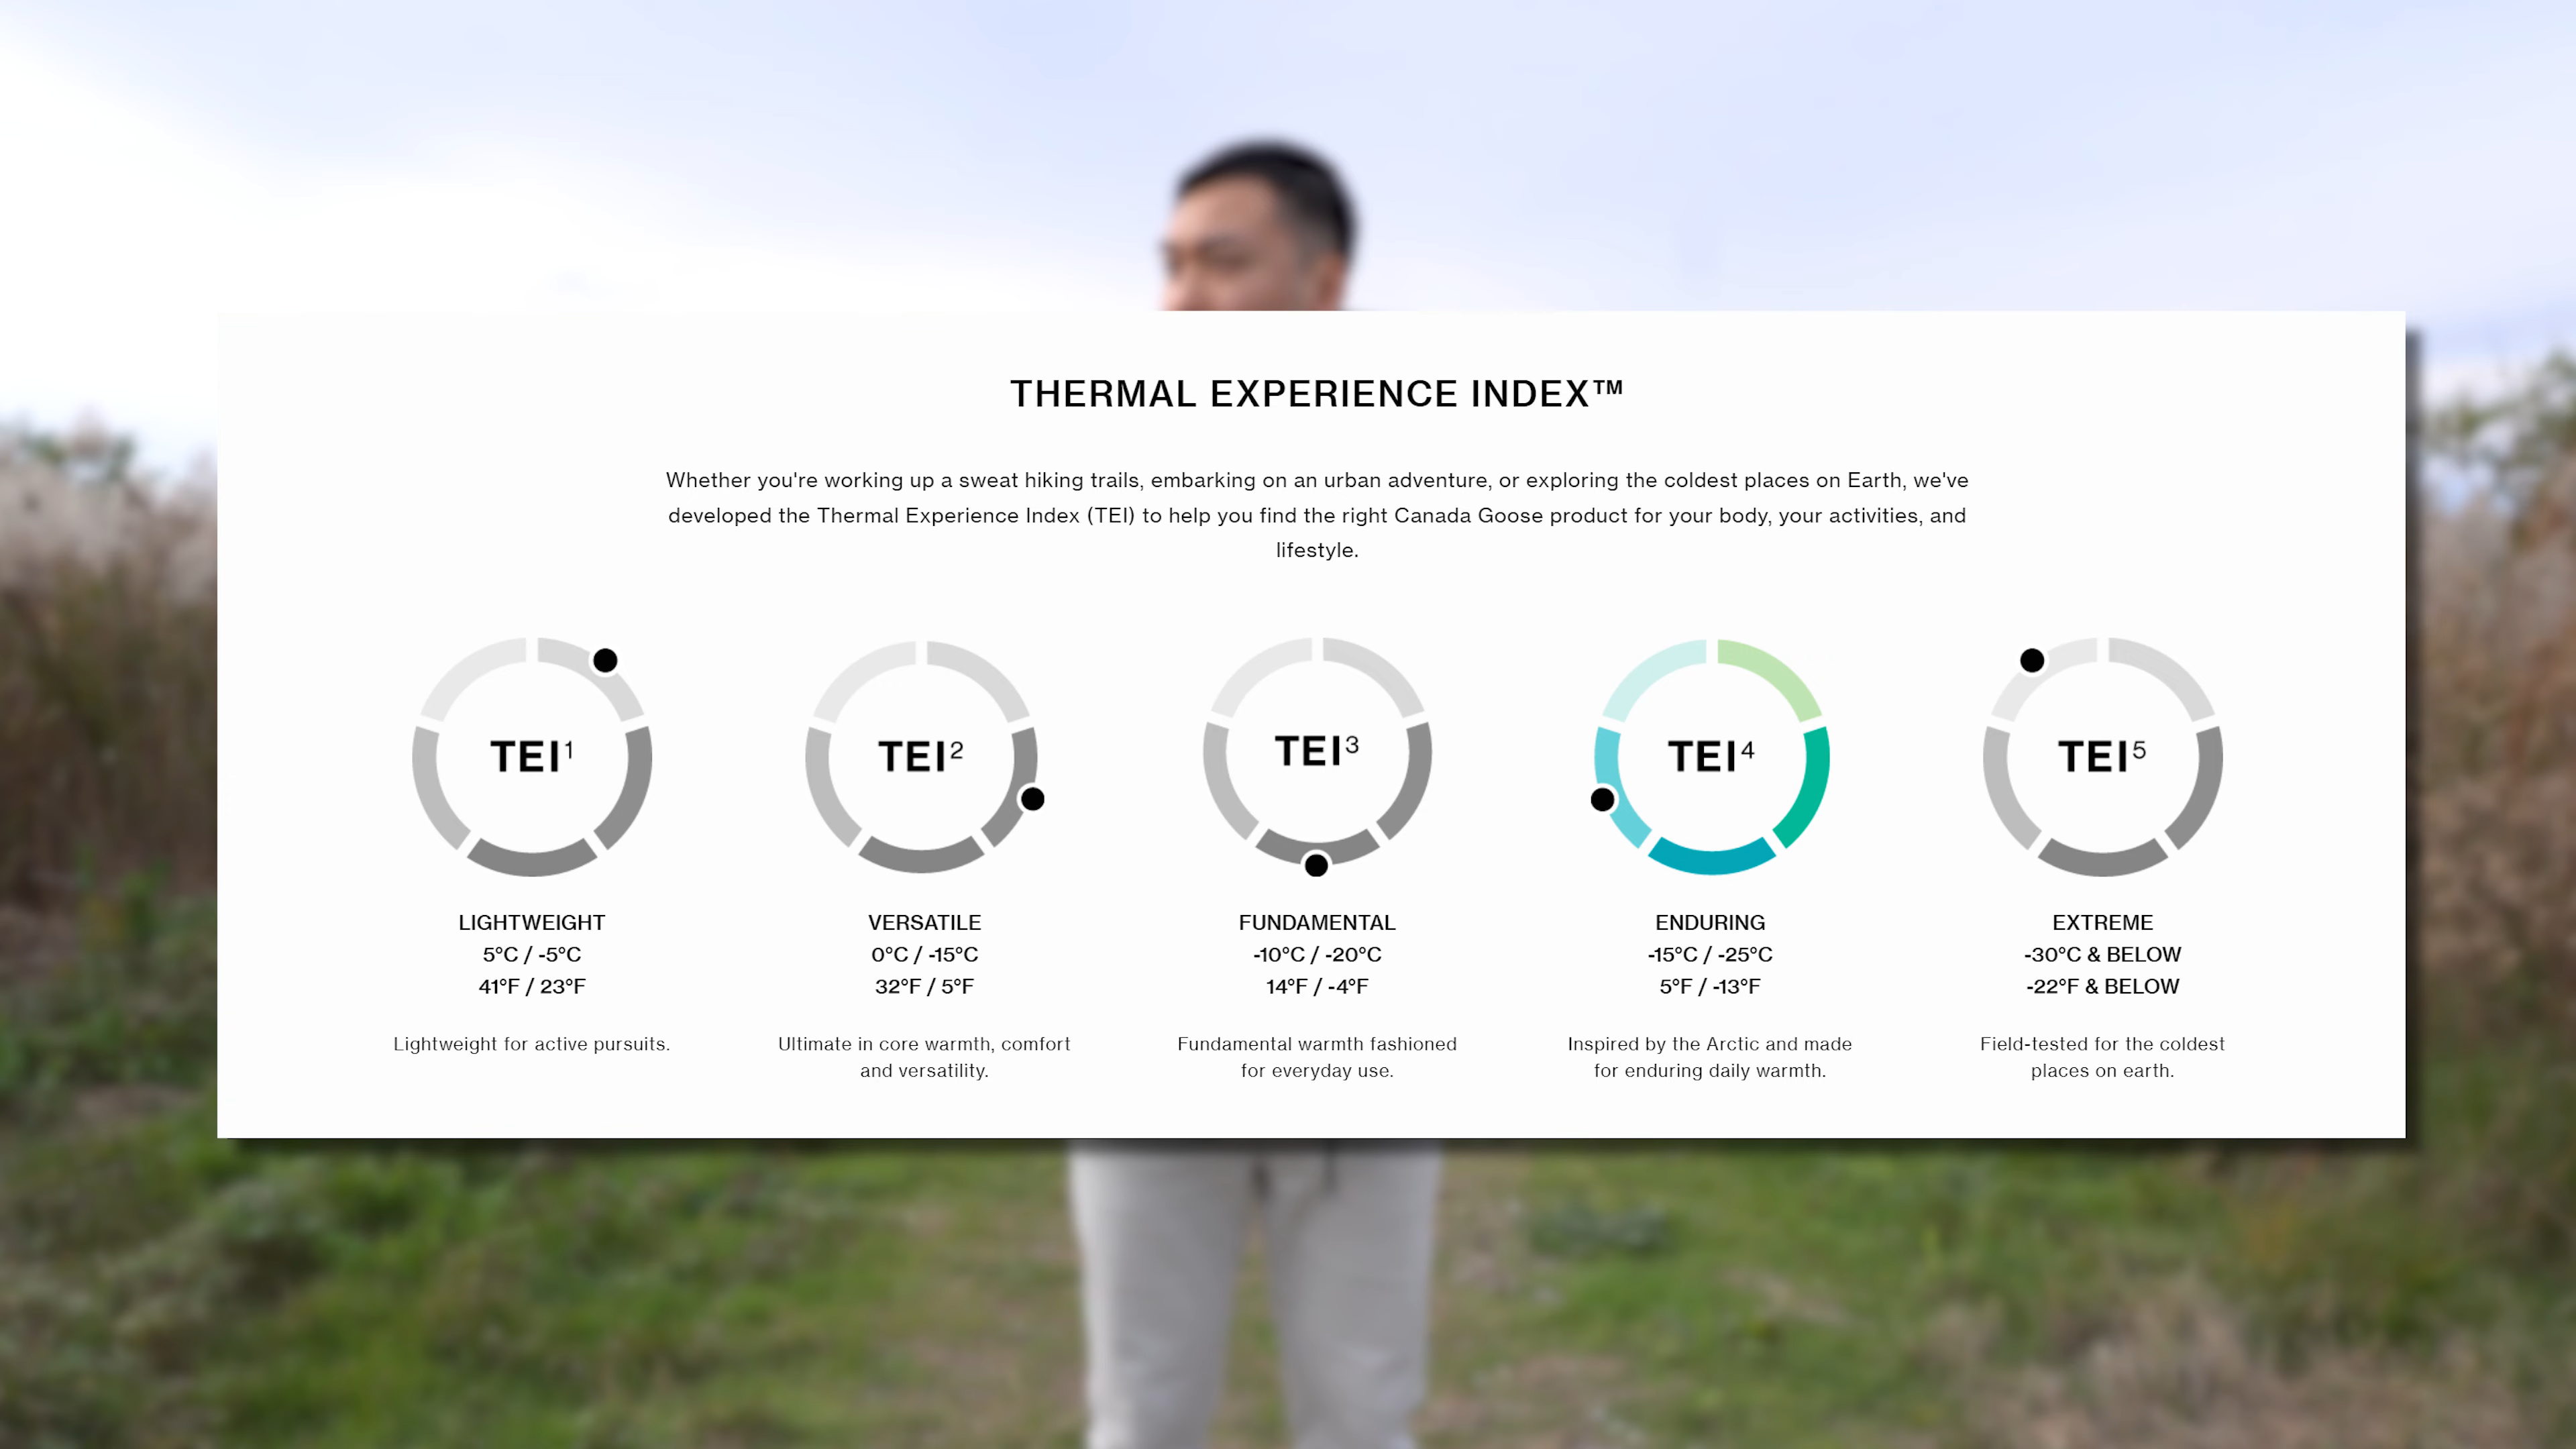 THERMAL EXPERIENCE INDEX™
Whether you're working up a sweat hiking trails, embarking on an urban adventure, or exploring the coldest places on Earth, we've
developed the Thermal Experience Index (TEI) to help you find the right Canada Goose product for your body, your activities, and
lifestyle.
TEI¹
LIGHTWEIGHT
5°C / -5°C
41°F / 23°F
Lightweight for active pursuits.
TEI²
VERSATILE
0°C / -15°C
32°F / 5°F
Ultimate in core warmth, comfort
and versatility.
TEI³
FUNDAMENTAL
-10°C / -20°C
14°F / -4°F
Fundamental warmth fashioned
for everyday use.
TEI⁴
ENDURING
-15°C / -25°C
5°F / -13°F
Inspired by the Arctic and made
for enduring daily warmth.
TEI⁵
EXTREME
-30°C & BELOW
-22°F & BELOW
Field-tested for the coldest
places on earth.